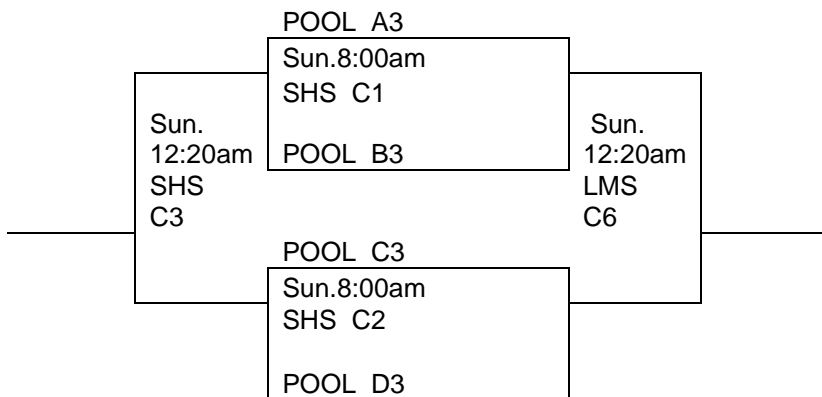 POOL A3
Sun.8:00am
SHS C1
POOL B3
Sun.
12:20am
SHS
C3
Sun.
12:20am
LMS
C6
POOL C3
Sun.8:00am
SHS C2
POOL D3